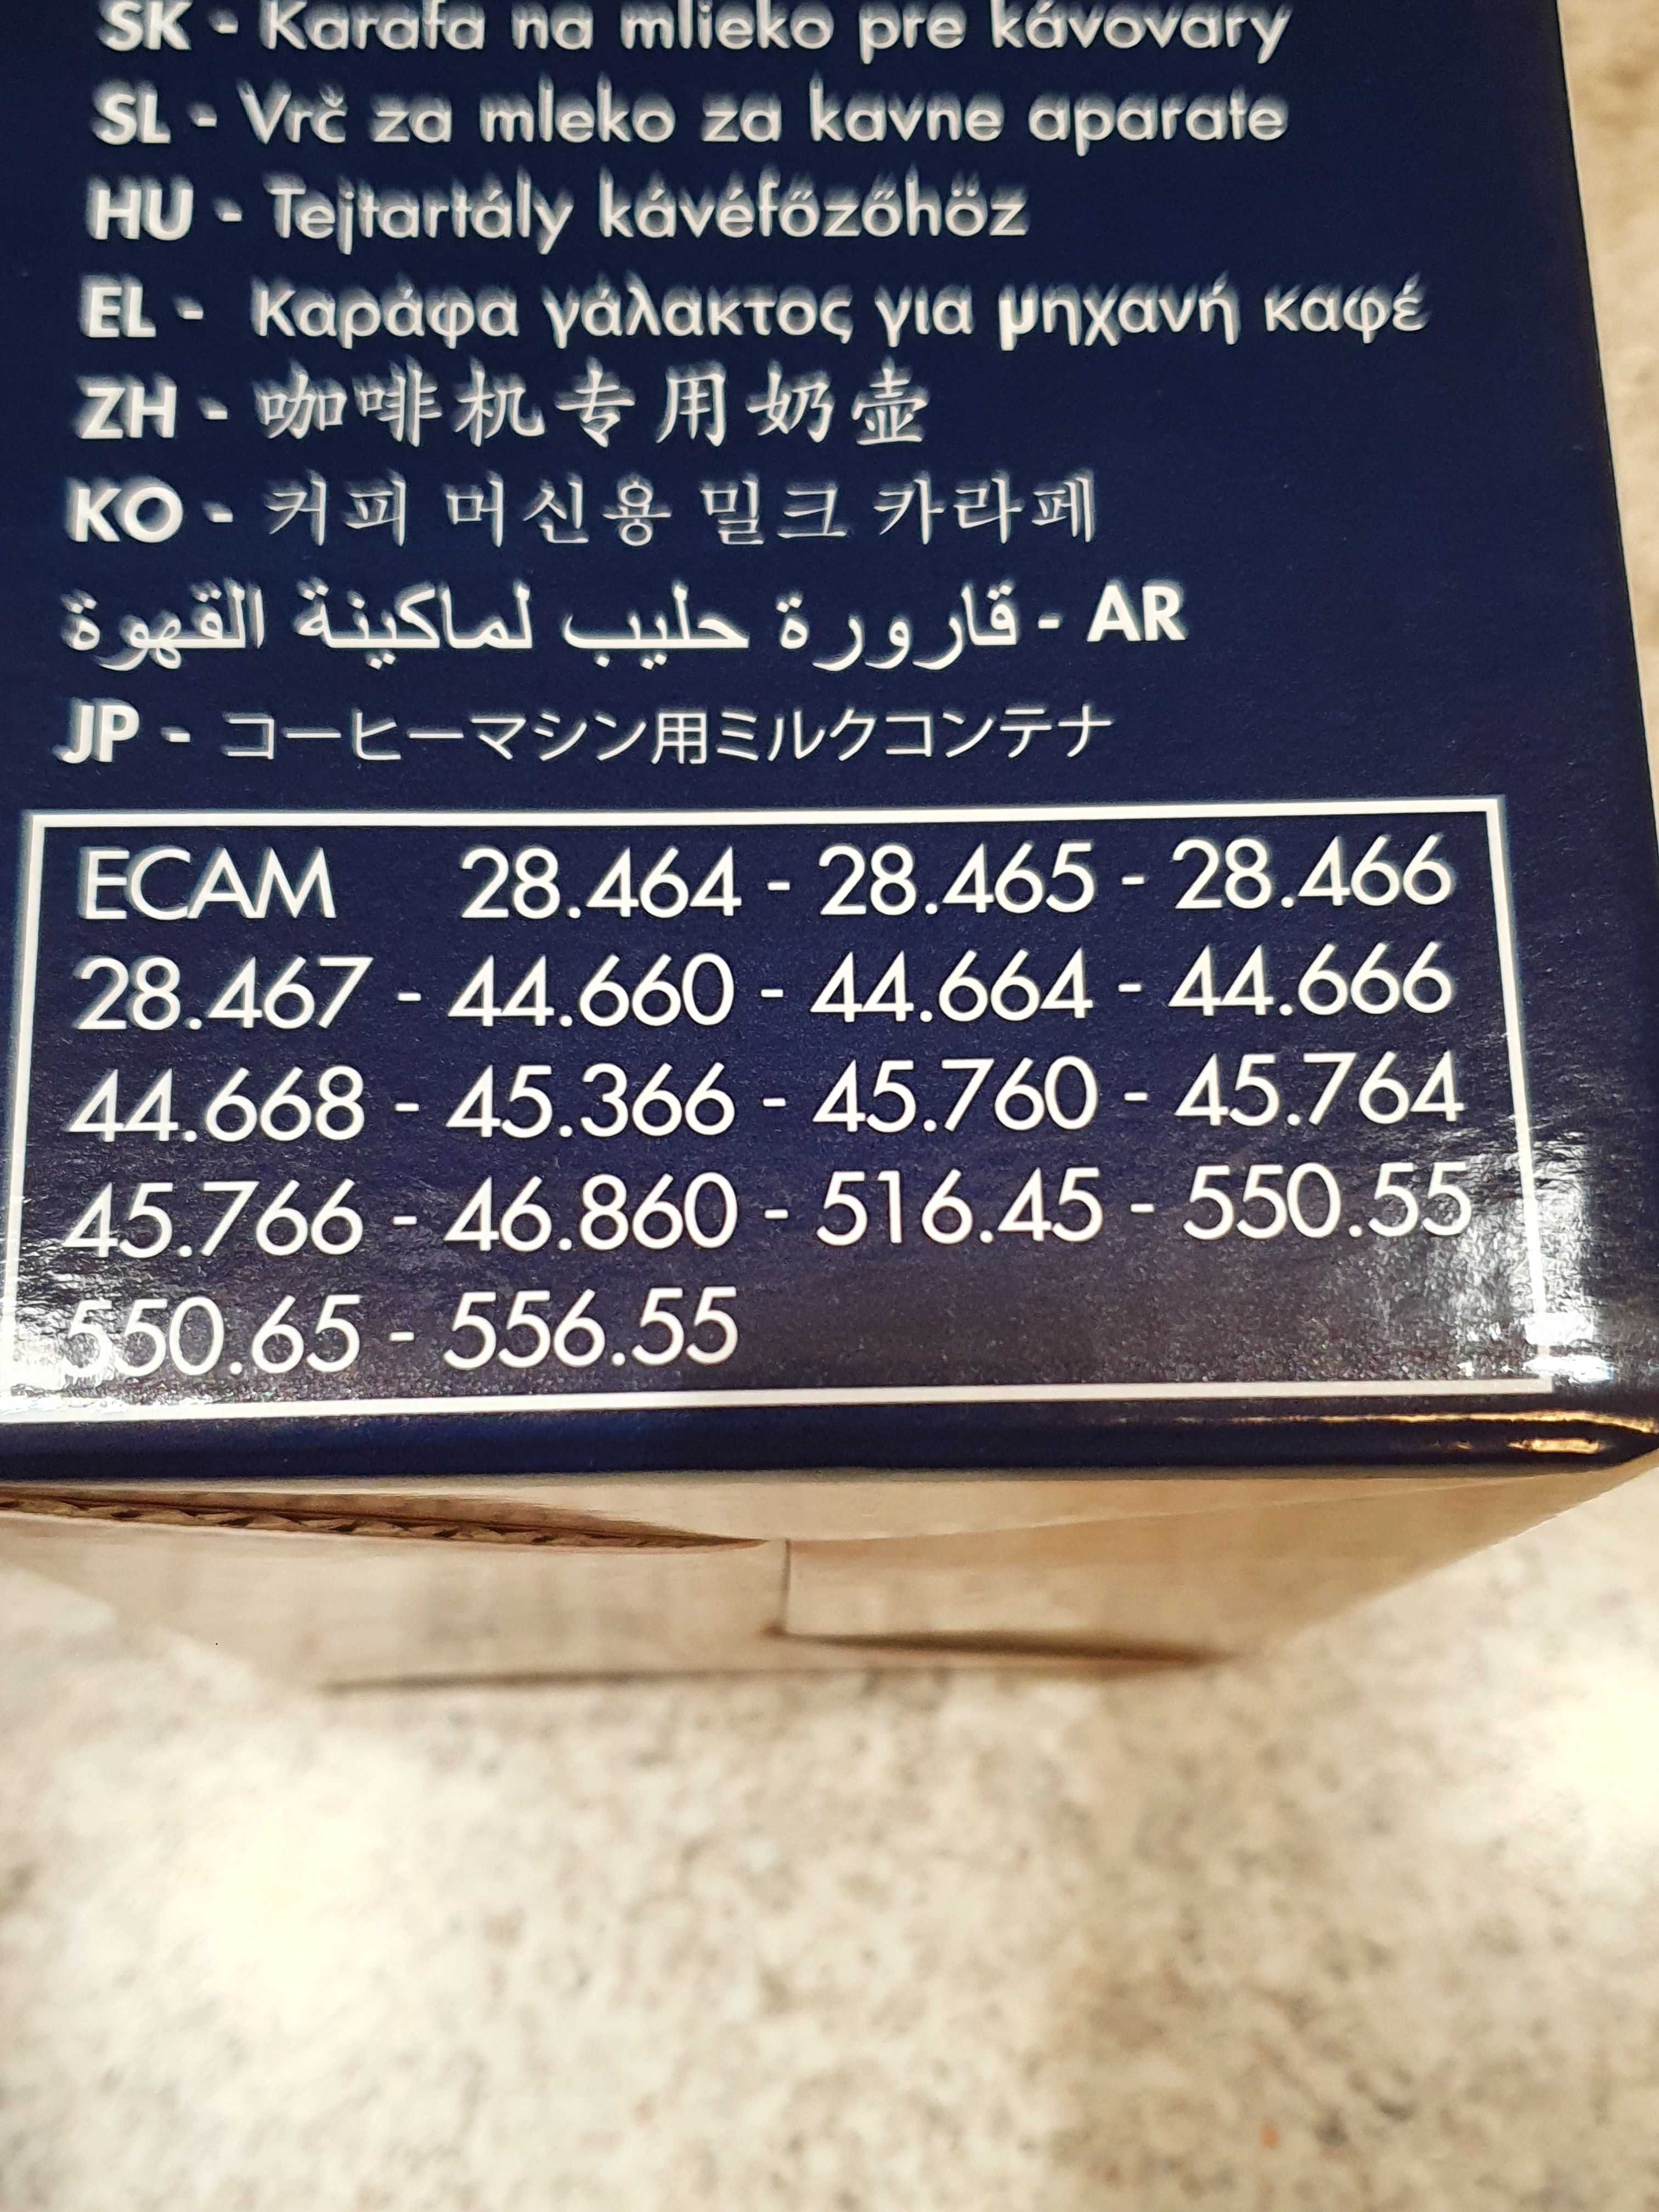 SK - Karafa na mlieko pre kávovary
SL - Vrč za mleko za kavne aparate
HU - Tejtartály kávéfőzőhöz
EL - Καράφα γάλακτος για μηχανή καφέ
ZH - 咖啡机专用奶壶
KO - 커피 머신용 밀크 카라페
AR - قارورة حليب لماكينة القهوة
JP - コーヒーマシン用ミルクコンテナ
ECAM 28.464 - 28.465 - 28.466
28.467 - 44.660 - 44.664 - 44.666
44.668 - 45.366 - 45.760 - 45.764
45.766 - 46.860 - 516.45 - 550.55
550.65 - 556.55